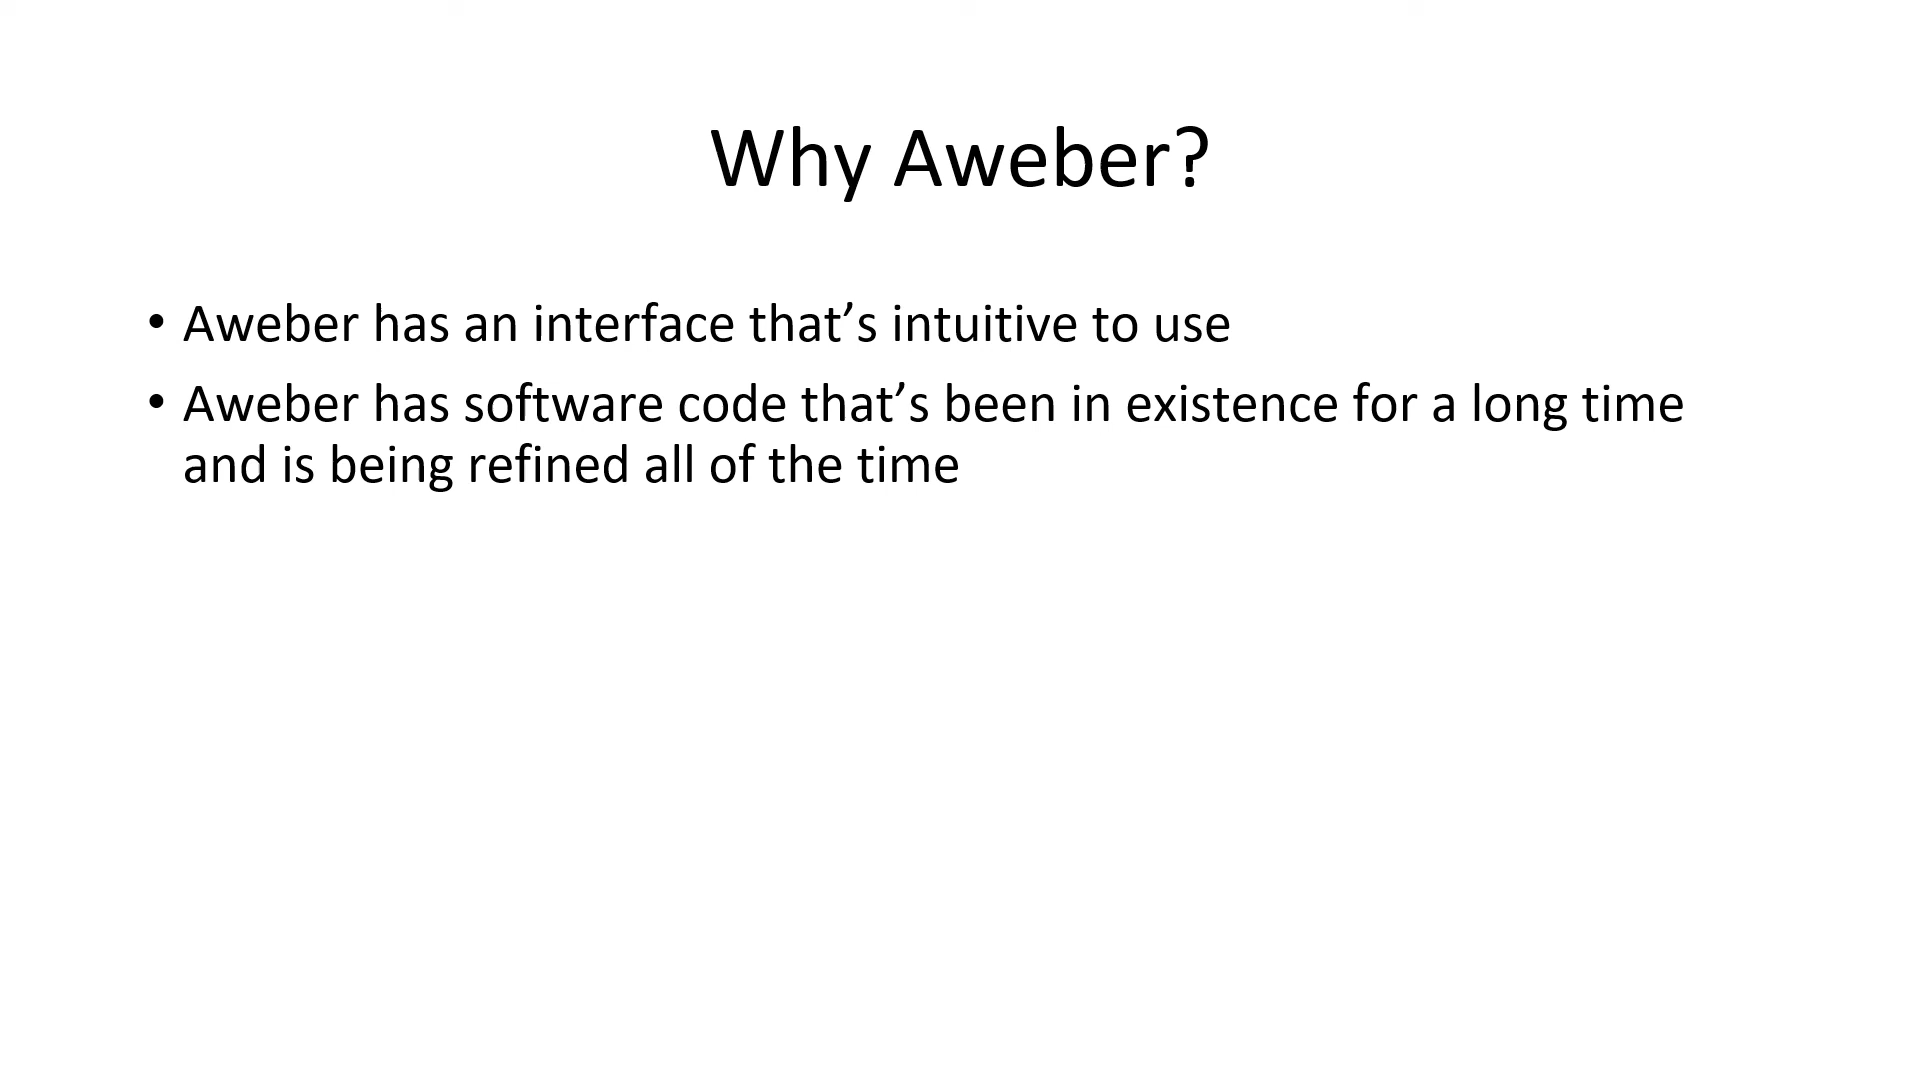 Why Aweber?
• Aweber has an interface that’s intuitive to use
• Aweber has software code that’s been in existence for a long time
and is being refined all of the time